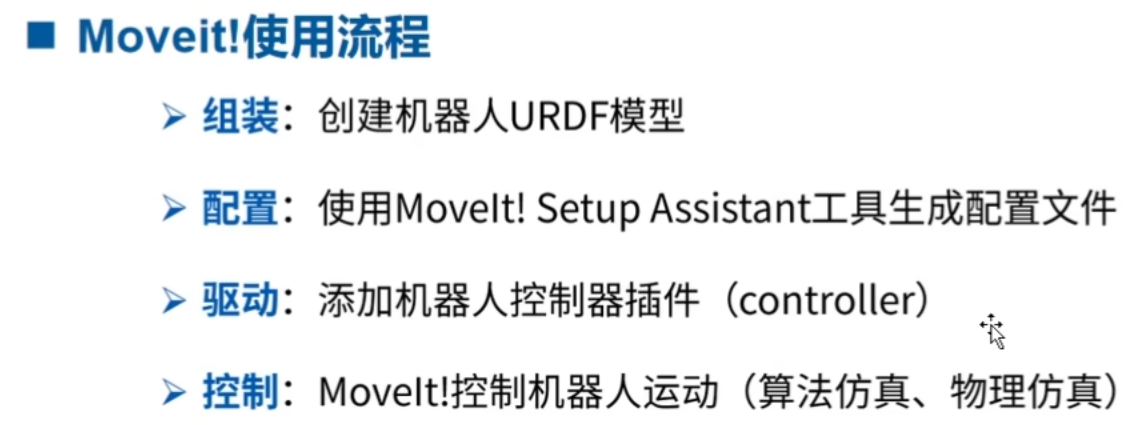 Moveit!使用流程
组装：创建机器人URDF模型
配置：使用MoveIt! Setup Assistant工具生成配置文件
驱动：添加机器人控制器插件（controller）
控制：MoveIt!控制机器人运动（算法仿真、物理仿真）